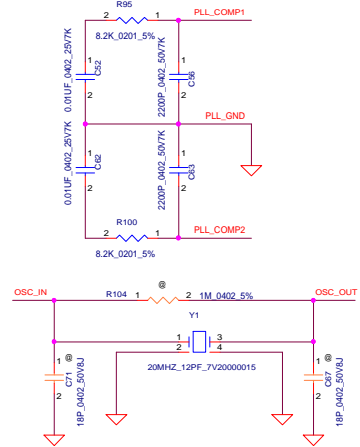 R95
PLL_COMP1
2
1
8.2K_0201_5%
0.01UF_0402_25V7K
1
C52
2
2200P_0402_50V7K
1
C56
2
PLL_GND
0.01UF_0402_25V7K
1
C62
2
2200P_0402_50V7K
1
C63
2
R100
2
1
PLL_COMP2
8.2K_0201_5%
OSC_IN
@
OSC_OUT
R104
1
2
1M_0402_5%
Y1
1
3
2
4
20MHZ_12PF_7V20000015
@
1
C71
2
18P_0402_50V8J
@
1
C67
2
18P_0402_50V8J